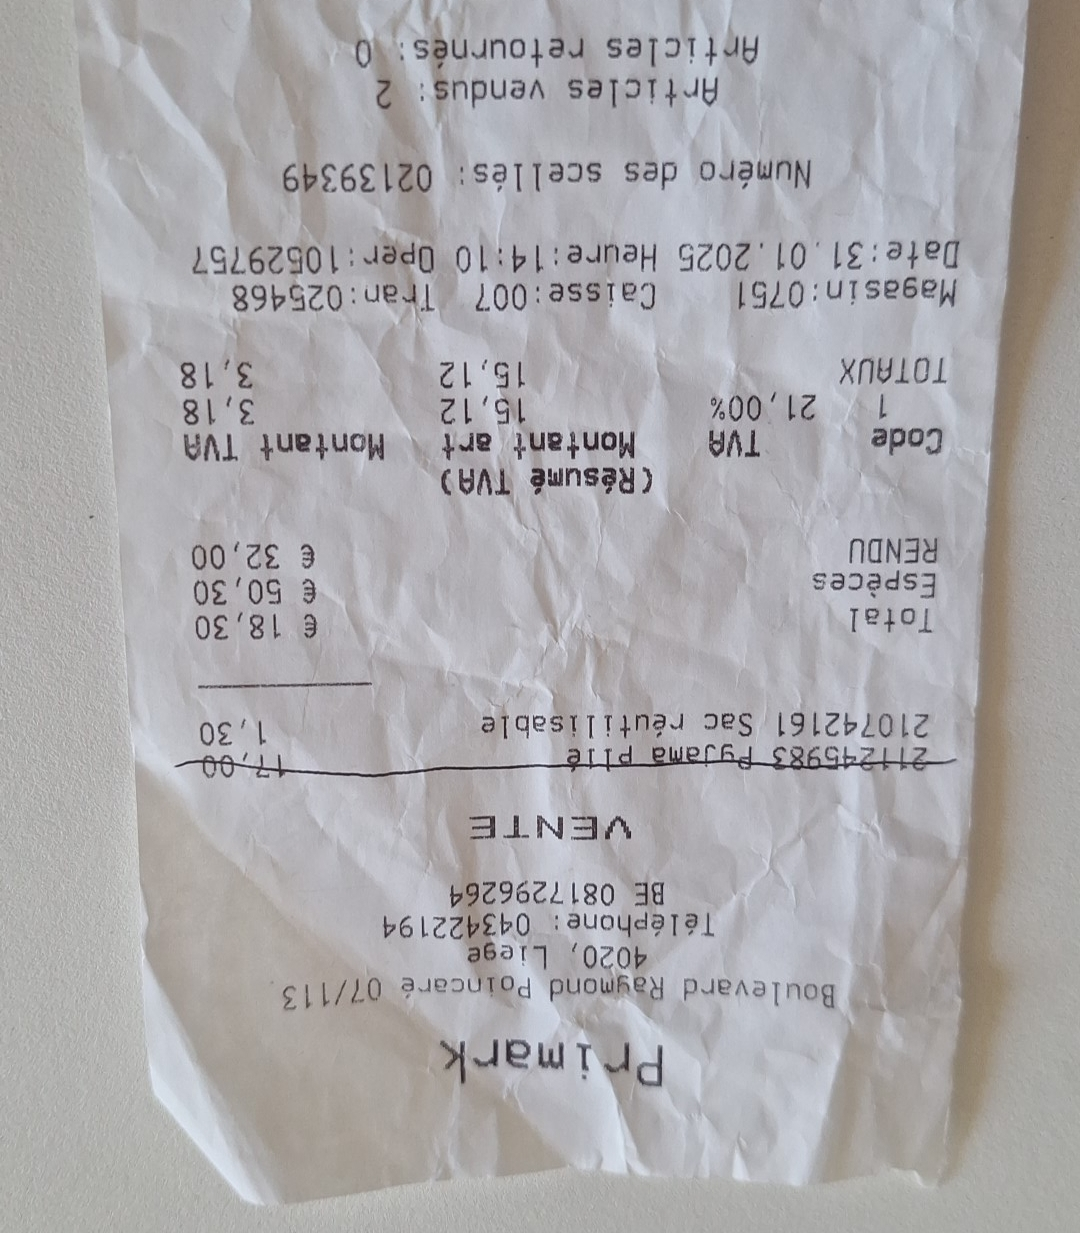 Primark
Boulevard Raymond Poincaré 07/113
4020, Liege
Téléphone: 043422194
BE 0817296264
VENTE
211245983 Pyjama Plié 17,00
210742161 Sac réutilisable 1,30
Total € 18,30
Espèces € 50,30
RENDU € 32,00
(Résumé TVA)
Code TVA Montant art Montant TVA
1 21,00% 15,12 3,18
TOTAUX 15,12 3,18
Magasin:0751 Caisse:007 Tran:025468
Date:31.01.2025 Heure:14:10 Oper:10529757
Numéro des scellés: 02139349
Articles vendus: 2
Articles retournés: 0